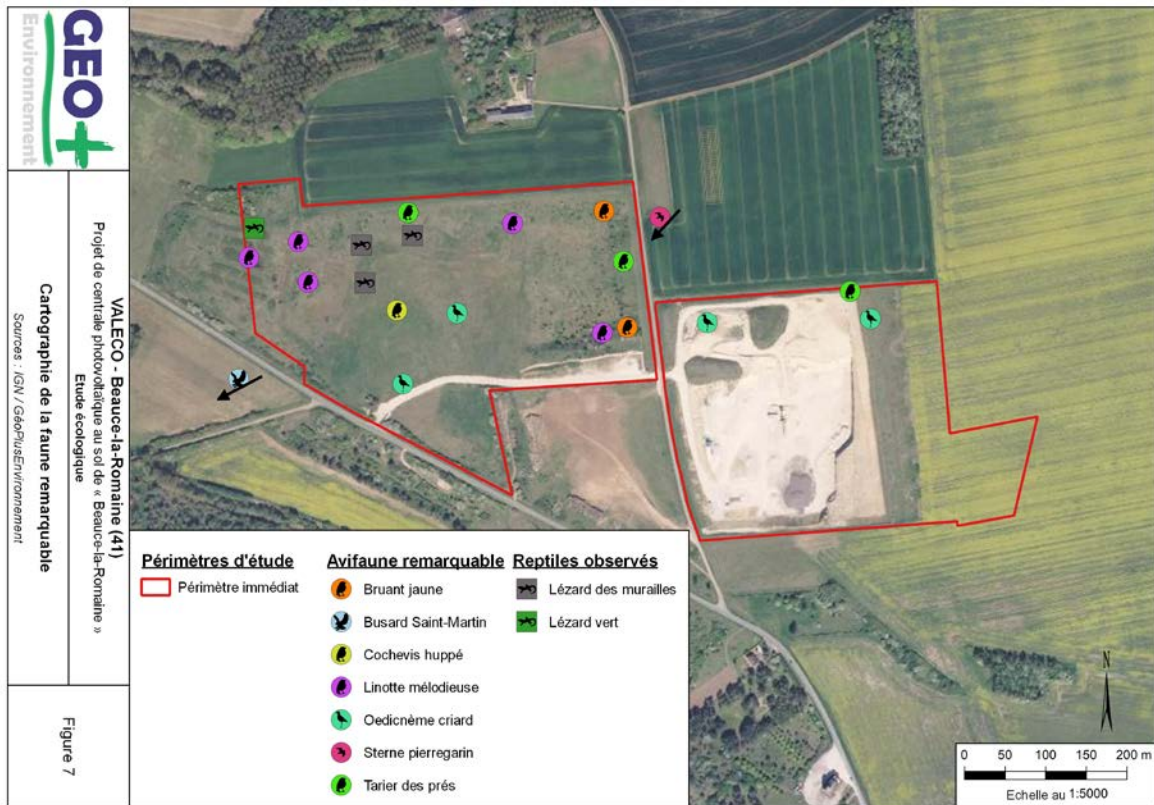 GEO+
Environnement
VALECO - Beauce-la-Romaine (41)
Projet de centrale photovoltaïque au sol de « Beauce-la-Romaine »
Etude écologique
Cartographie de la faune remarquable
Sources : IGN / GéoPlusEnvironnement
Figure 7
Périmètres d'étude
Périmètre immédiat
Avifaune remarquable
Bruant jaune
Busard Saint-Martin
Cochevis huppé
Linotte mélodieuse
Oedicnème criard
Sterne pierregarin
Tarier des prés
Reptiles observés
Lézard des murailles
Lézard vert
N
0 50 100 150 200 m
Echelle au 1:5000